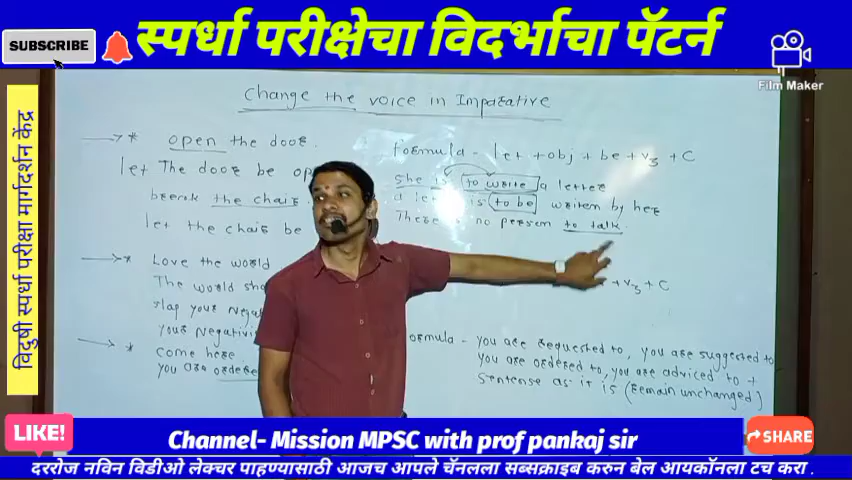 SUBSCRIBE
स्पर्धा परीक्षेचा विदर्भाचा पॅटर्न
Film Maker
विदुषी स्पर्धा परीक्षा मार्गदर्शन केंद्र
Change the voice in Imparative
→ * open the door.
let The door be op
break the chair
let the chair be
→ * Love the world
The world sho
slap your Negat
your Negativi
→ * come here.
you are ordere
formula - let + obj + be + v3 + c
She is to write a letter
a letter is to be writen by her
There no person to talk.
+ v3 + c
ormula - you are requested to, you are suggested to
you are ordered to, you are adviced to +
sentense as it is (remain unchanged)
LIKE!
Channel- Mission MPSC with prof pankaj sir
SHARE
दररोज नविन विडीओ लेक्चर पाहण्यासाठी आजच आपले चॅनलला सब्सक्राइब करुन बेल आयकॉनला टच करा .